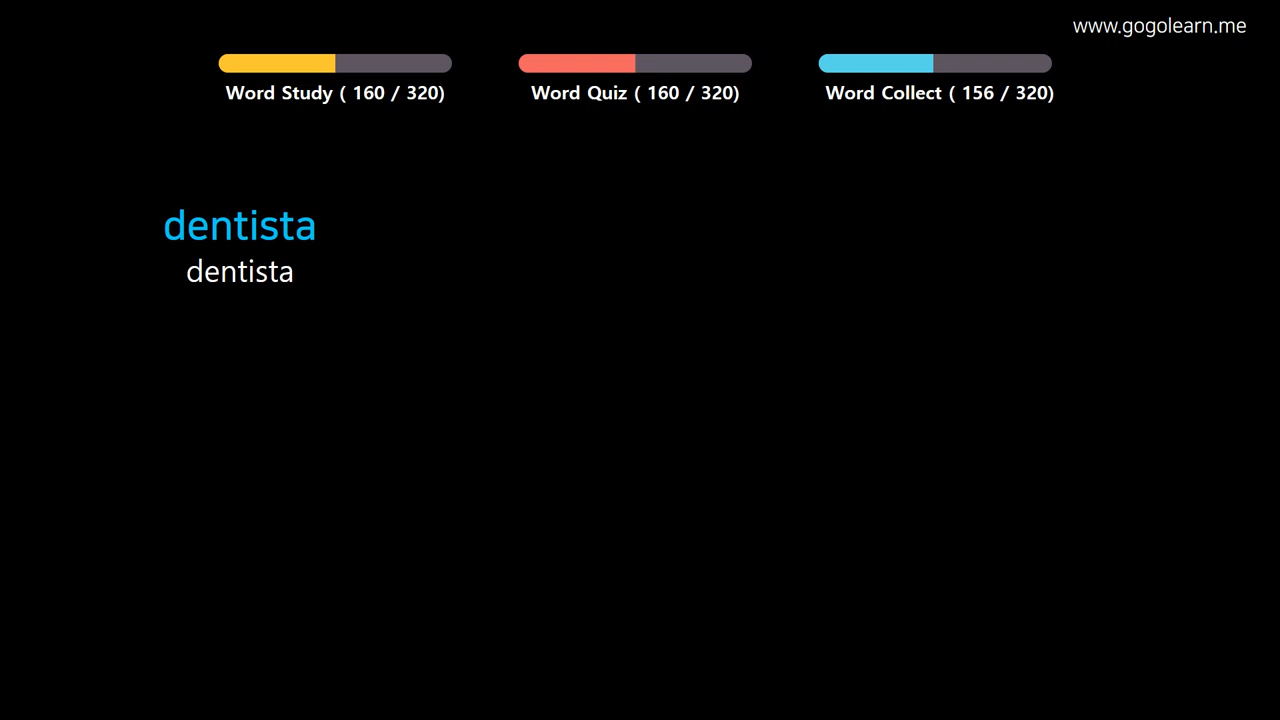 www.gogolearn.me
Word Study ( 160 / 320)
Word Quiz ( 160 / 320)
Word Collect ( 156 / 320)
dentista
dentista